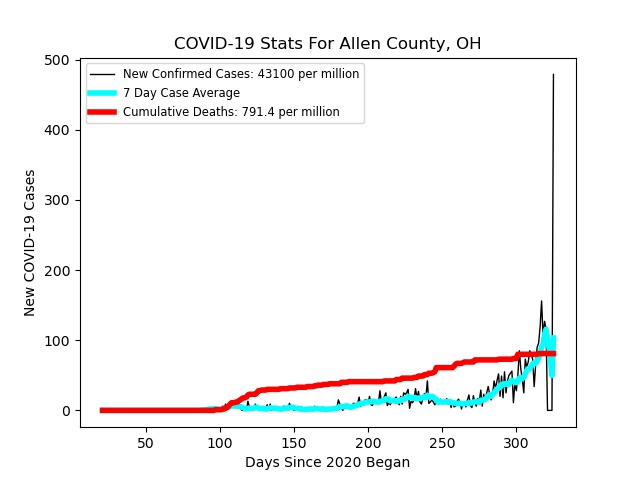 COVID-19 Stats For Allen County, OH
New Confirmed Cases: 43100 per million
7 Day Case Average
Cumulative Deaths: 791.4 per million
New COVID-19 Cases
500
400
300
200
100
0
50
100
150
200
250
300
Days Since 2020 Began